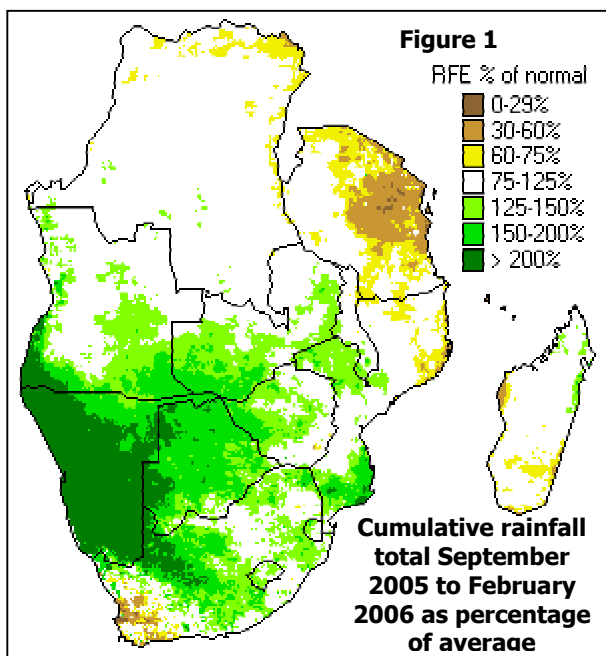 Figure 1
RFE % of normal
0-29%
30-60%
60-75%
75-125%
125-150%
150-200%
> 200%
Cumulative rainfall
total September
2005 to February
2006 as percentage
of average